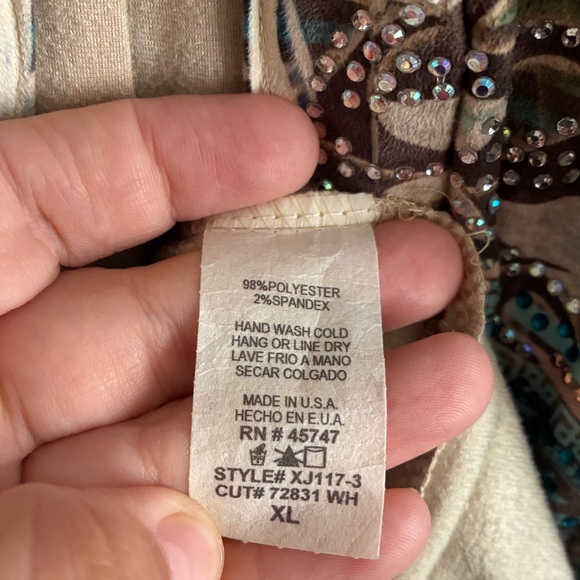 98%POLYESTER
2%SPANDEX
HAND WASH COLD
HANG OR LINE DRY
LAVE FRIO A MANO
SECAR COLGADO
MADE IN U.S.A.
HECHO EN E.U.A.
RN # 45747
STYLE# XJ117-3
CUT# 72831 WH
XL